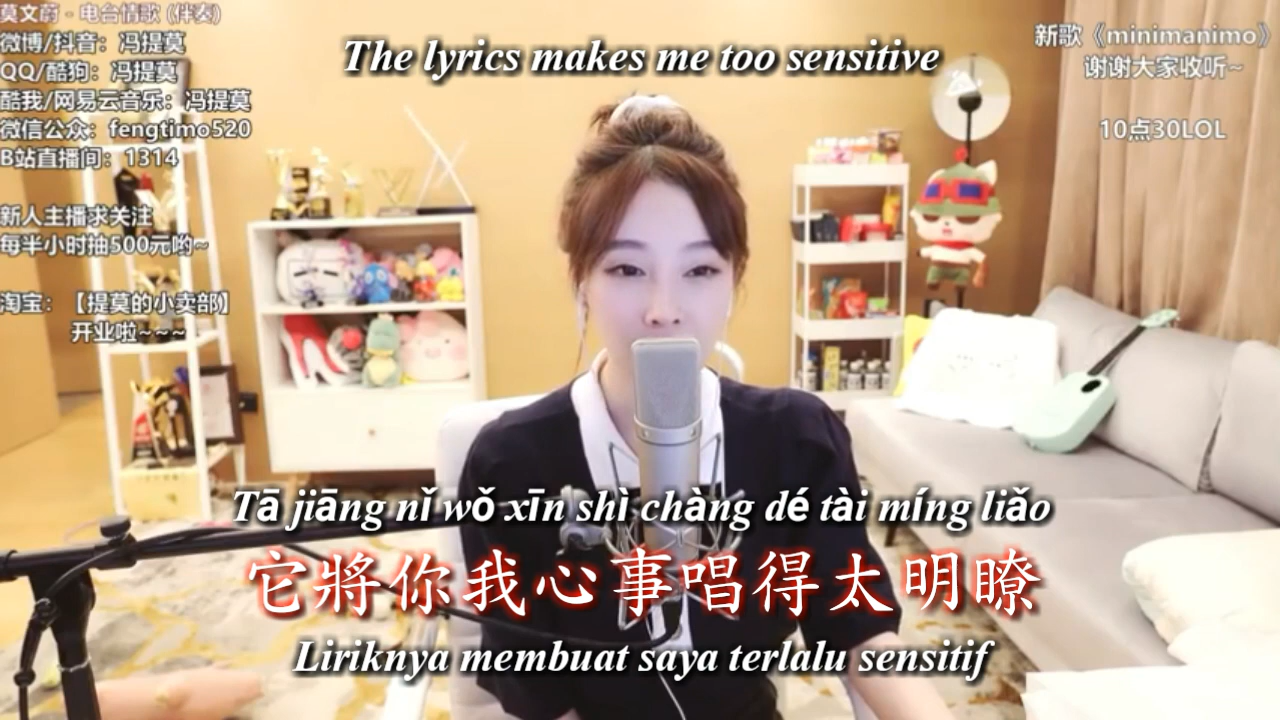 莫文蔚 - 电台情歌 (伴奏)
微博/抖音：冯提莫
QQ/酷狗：冯提莫
酷我/网易云音乐：冯提莫
微信公众：fengtimo520
B站直播间：1314
新人主播求关注
每半小时抽500元哟~
淘宝：【提莫的小卖部】
开业啦~~~
The lyrics makes me too sensitive
新歌《minimanimo》
谢谢大家收听~
10点30LOL
Tā jiāng nǐ wǒ xīn shì chàng dé tài míng liǎo
它將你我心事唱得太明瞭
Liriknya membuat saya terlalu sensitif